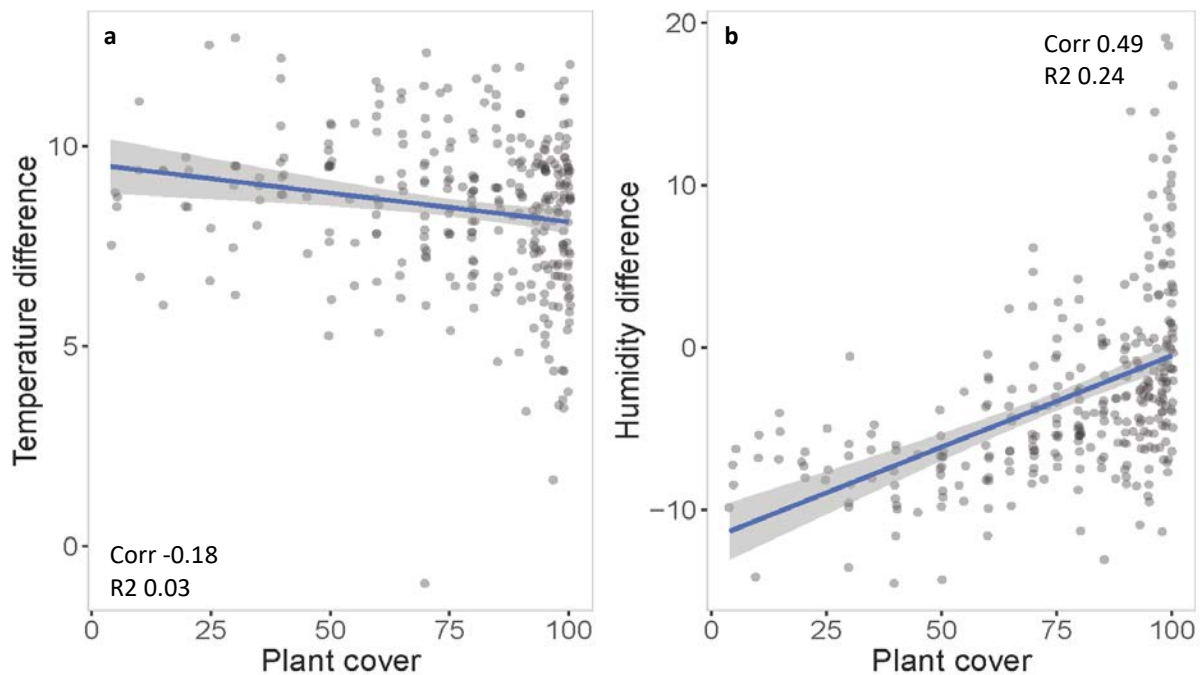 a
Temperature difference
10
5
0
Corr -0.18
R2 0.03
0 25 50 75 100
Plant cover
b
Humidity difference
20
10
0
−10
Corr 0.49
R2 0.24
0 25 50 75 100
Plant cover